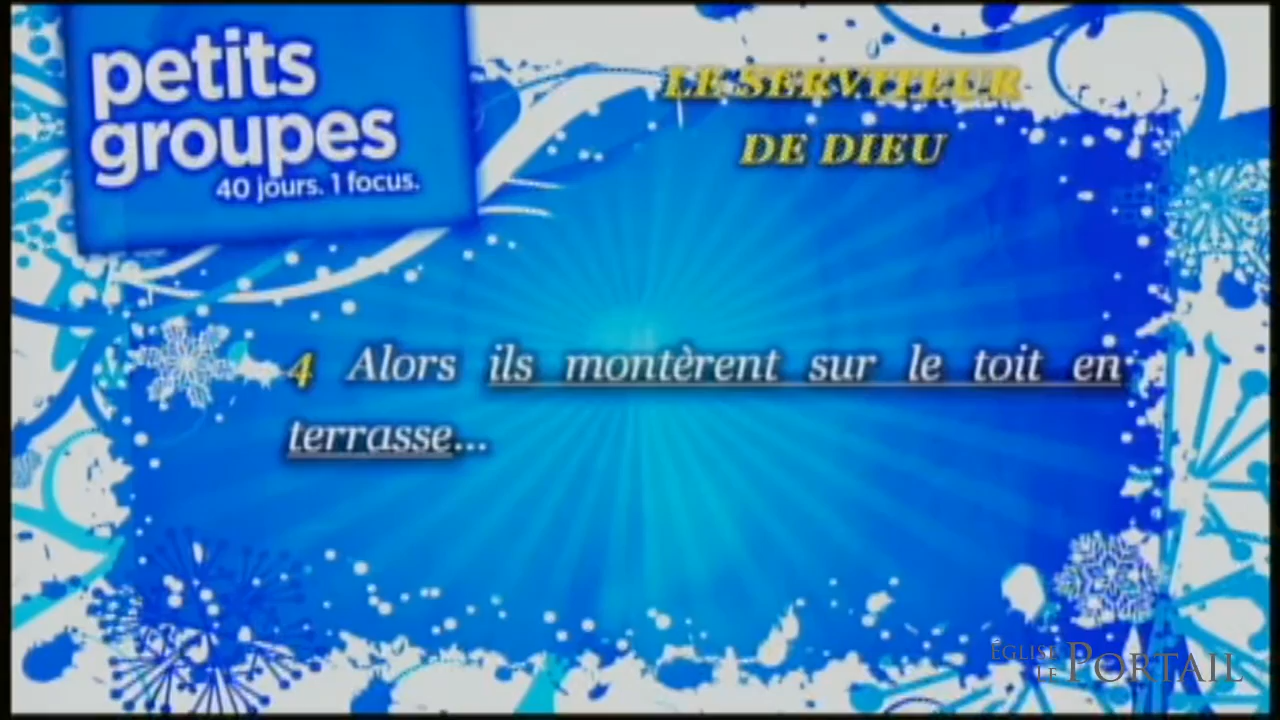 petits
groupes
40 jours. 1 focus.
LE SERVITEUR
DE DIEU
4 Alors ils montèrent sur le toit en
terrasse...
ÉGLISE
LE PORTAIL